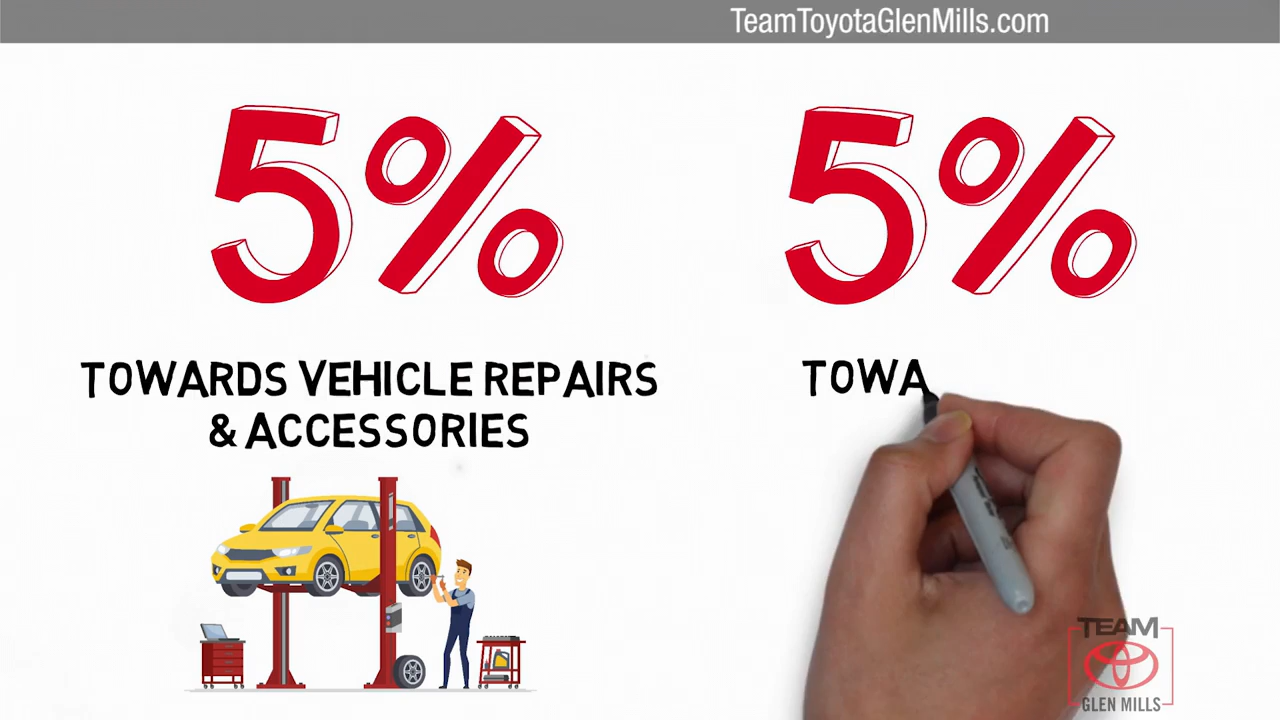 TeamToyotaGlenMills.com
5%
5%
TOWARDS VEHICLE REPAIRS
& ACCESSORIES
TOWA
TEAM
GLEN MILLS